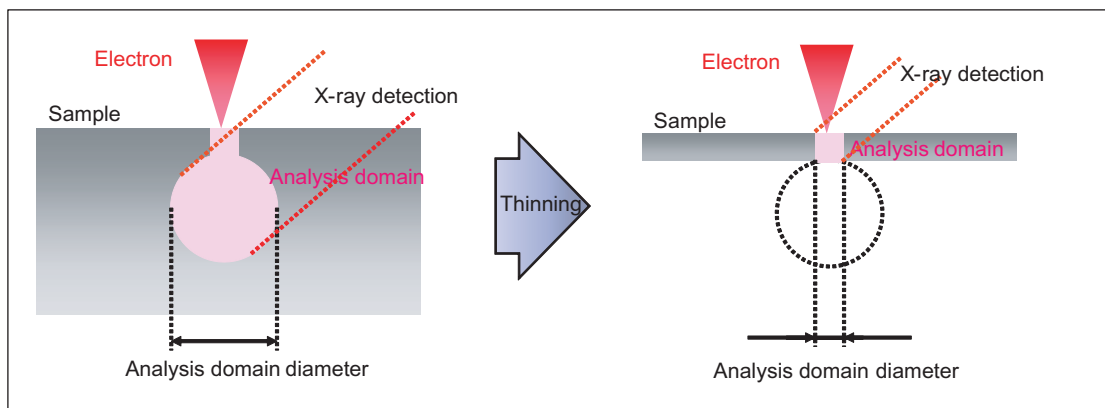 Electron
X-ray detection
Sample
Analysis domain
Analysis domain diameter
Thinning
Electron
X-ray detection
Sample
Analysis domain
Analysis domain diameter